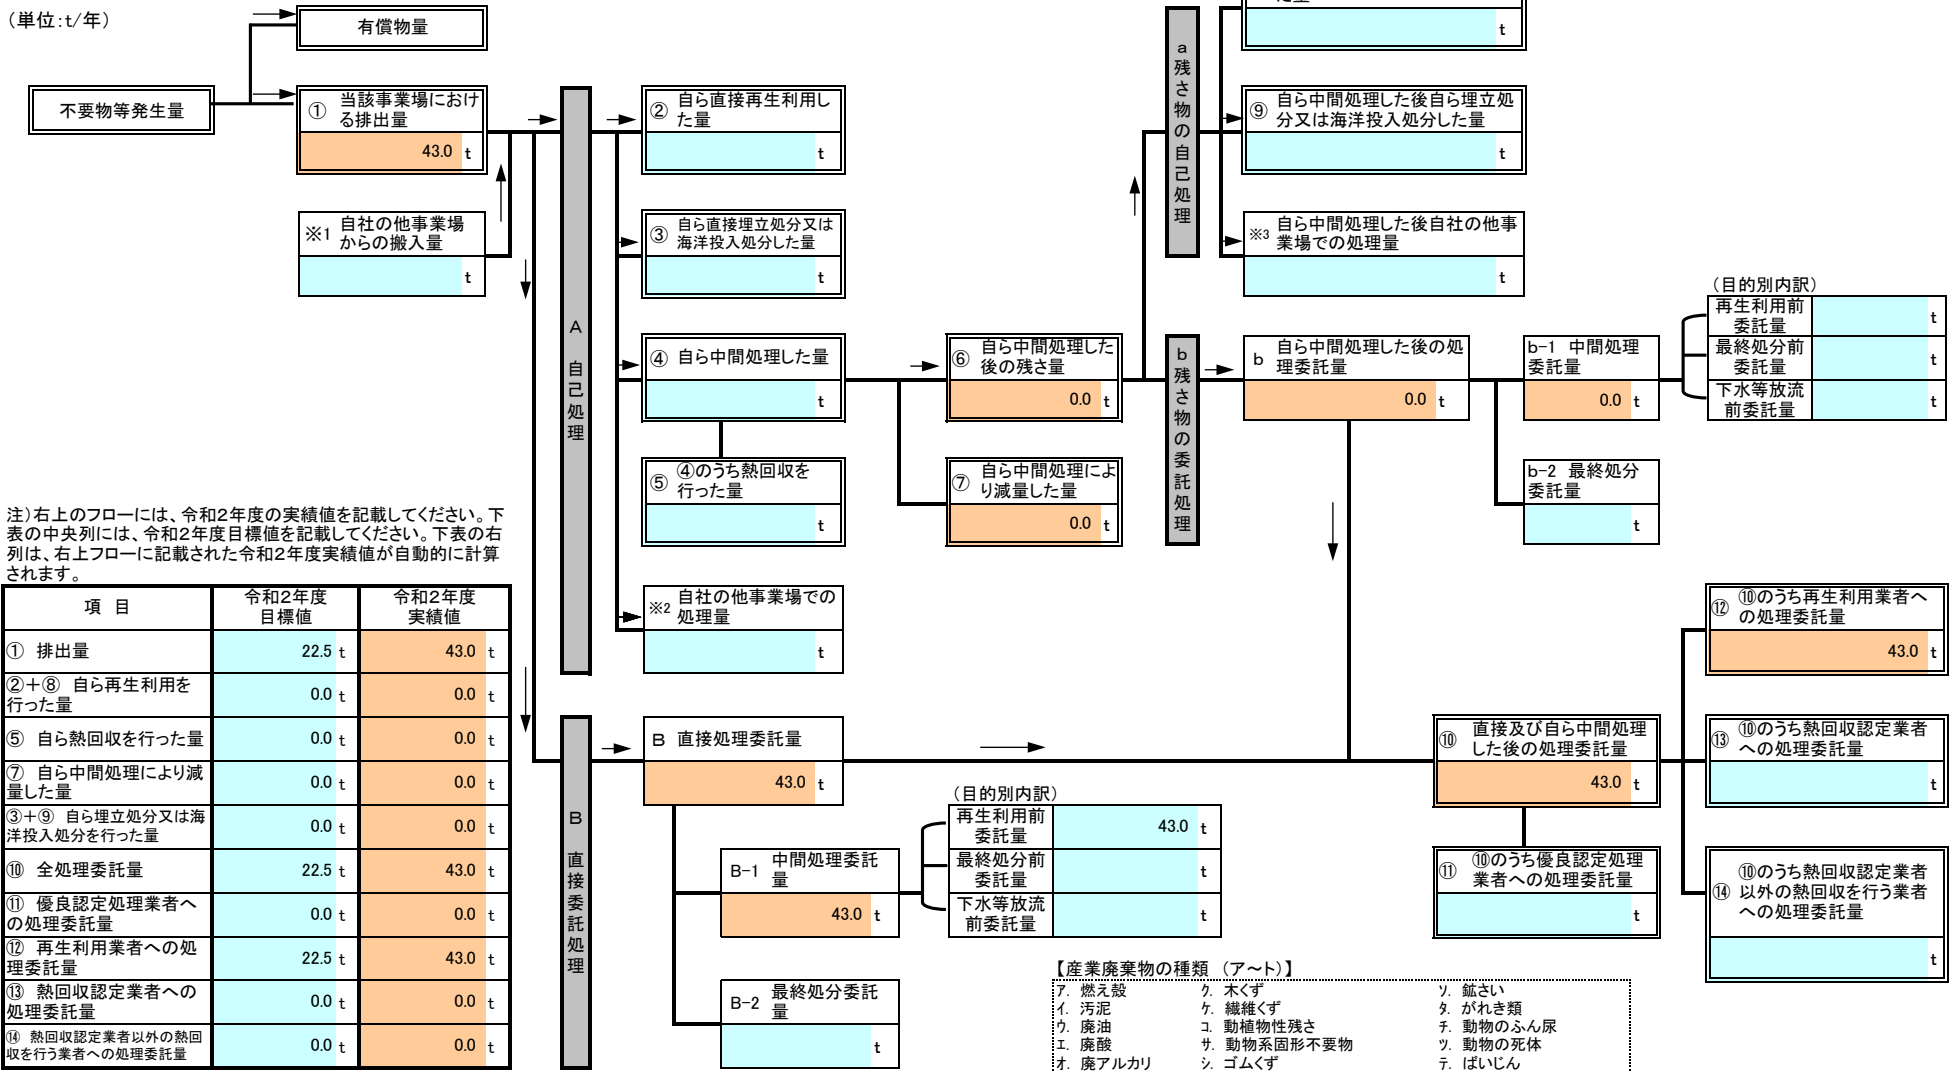 (単位:t/年)
有償物量
不要物等発生量
① 当該事業場におけ
る排出量
43.0 t
※1 自社の他事業場
からの搬入量
t
A 自己処理
② 自ら直接再生利用し
た量
t
③ 自ら直接埋立処分又は
海洋投入処分した量
t
④ 自ら中間処理した量
t
⑤ ④のうち熱回収を
行った量
t
※2 自社の他事業場での
処理量
t
⑥ 自ら中間処理した
後の残さ量
0.0 t
⑦ 自ら中間処理によ
り減量した量
0.0 t
a 残さ物の自己処理
t
⑨ 自ら中間処理した後自ら埋立処
分又は海洋投入処分した量
t
※3 自ら中間処理した後自社の他事
業場での処理量
t
b 残さ物の委託処理
b 自ら中間処理した後の処
理委託量
0.0 t
b-1 中間処理
委託量
0.0 t
b-2 最終処分
委託量
t
(目的別内訳)
再生利用前
委託量
t
最終処分前
委託量
t
下水等放流
前委託量
t
注)右上のフローには、令和2年度の実績値を記載してください。下
表の中央列には、令和2年度目標値を記載してください。下表の右
列は、右上フローに記載された令和2年度実績値が自動的に計算
されます。
項 目 令和2年度
目標値 令和2年度
実績値
① 排出量 22.5 t 43.0 t
②+⑧ 自ら再生利用を
行った量 0.0 t 0.0 t
⑤ 自ら熱回収を行った量 0.0 t 0.0 t
⑦ 自ら中間処理により減
量した量 0.0 t 0.0 t
③+⑨ 自ら埋立処分又は海
洋投入処分を行った量 0.0 t 0.0 t
⑩ 全処理委託量 22.5 t 43.0 t
⑪ 優良認定処理業者へ
の処理委託量 0.0 t 0.0 t
⑫ 再生利用業者への処
理委託量 22.5 t 43.0 t
⑬ 熱回収認定業者への
処理委託量 0.0 t 0.0 t
⑭ 熱回収認定業者以外の熱回
収を行う業者への処理委託量 0.0 t 0.0 t
B 直接委託処理
B 直接処理委託量
43.0 t
B-1 中間処理委託
量
43.0 t
B-2 最終処分委託
量
t
(目的別内訳)
再生利用前
委託量
43.0 t
最終処分前
委託量
t
下水等放流
前委託量
t
⑩ 直接及び自ら中間処理
した後の処理委託量
43.0 t
⑪ ⑩のうち優良認定処理
業者への処理委託量
t
⑫ ⑩のうち再生利用業者へ
の処理委託量
43.0 t
⑬ ⑩のうち熱回収認定業者
への処理委託量
t
⑭ ⑩のうち熱回収認定業者
以外の熱回収を行う業者
への処理委託量
t
【産業廃棄物の種類 (ア~ト)】
ア. 燃え殻 ク. 木くず ソ. 鉱さい
イ. 汚泥 ケ. 繊維くず タ. がれき類
ウ. 廃油 コ. 動植物性残さ チ. 動物のふん尿
エ. 廃酸 サ. 動物系固形不要物 ツ. 動物の死体
オ. 廃アルカリ シ. ゴムくず テ. ばいじん